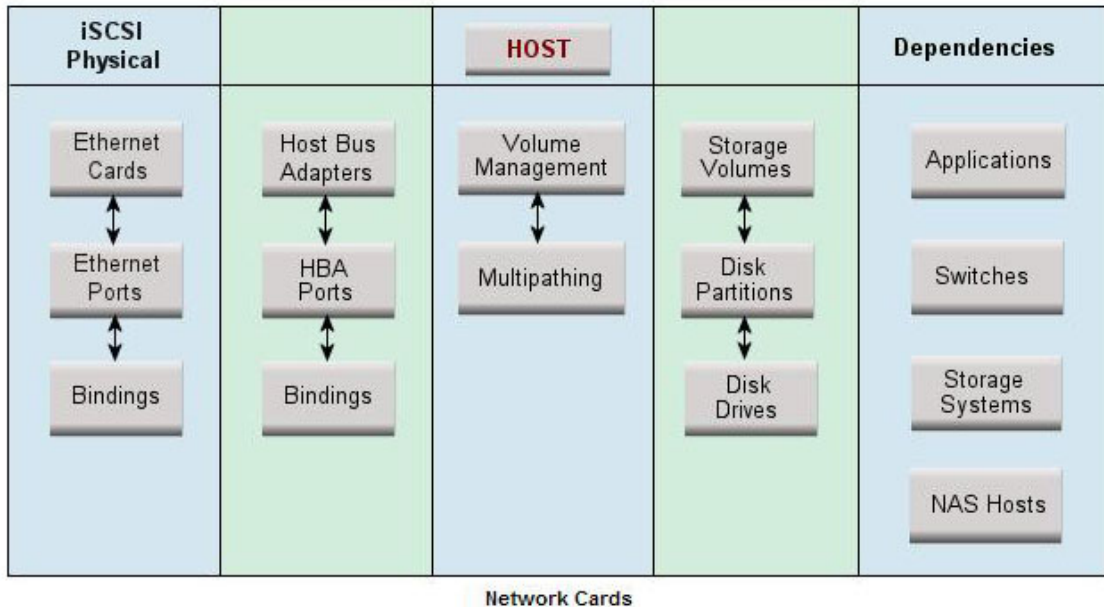 iSCSI
Physical
HOST
Dependencies
Ethernet
Cards
Ethernet
Ports
Bindings
Host Bus
Adapters
HBA
Ports
Bindings
Volume
Management
Multipathing
Storage
Volumes
Disk
Partitions
Disk
Drives
Applications
Switches
Storage
Systems
NAS Hosts
Network Cards